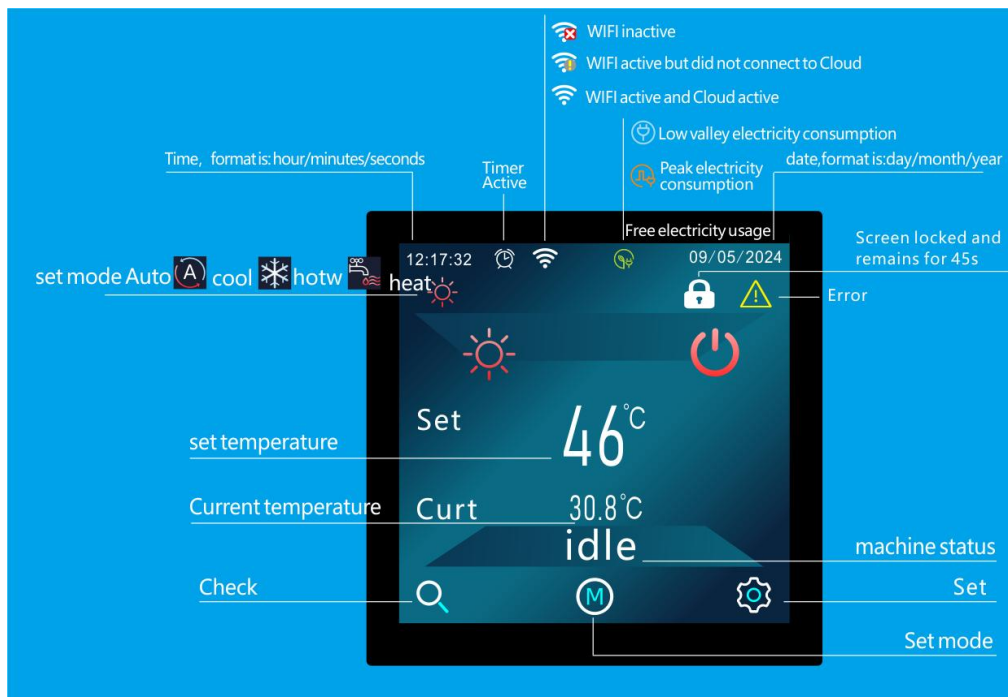 WIFI inactive
WIFI active but did not connect to Cloud
WIFI active and Cloud active
Low valley electricity consumption
Time, format is: hour/minutes/seconds
Timer
Active
Peak electricity
consumption
date,format is:day/month/year
Free electricity usage
12:17:32
09/05/2024
Screen locked and
remains for 45s
set mode Auto A cool hotw heat
Error
Set
46°C
set temperature
Current temperature
Curt
30.8°C
idle
machine status
Check
M
Set
Set mode